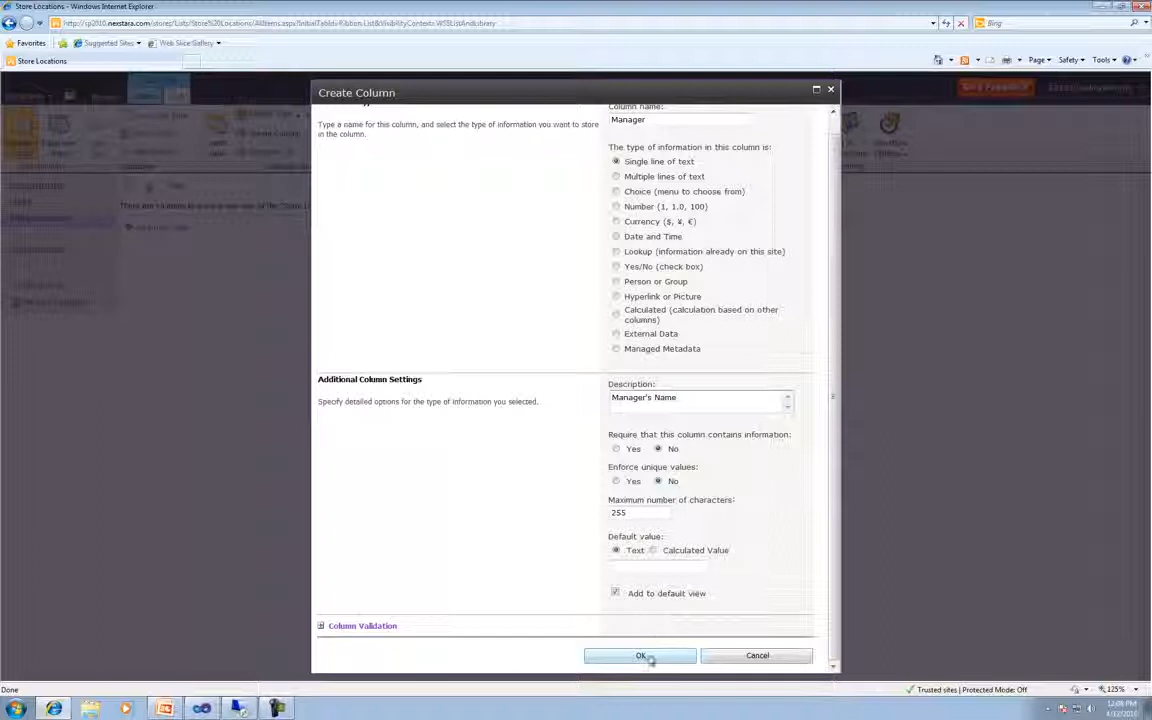 Store Locations - Windows Internet Explorer
Bing
Favorites
Suggested Sites
Web Slice Gallery
Store Locations
Page
Safety
Tools
Create Column
Column name:
Type a name for this column, and select the type of information you want to store
in the column.
Manager
The type of information in this column is:
Single line of text
Multiple lines of text
Choice (menu to choose from)
Number (1, 1.0, 100)
Currency ($, ¥, €)
Date and Time
Lookup (information already on this site)
Yes/No (check box)
Person or Group
Hyperlink or Picture
Calculated (calculation based on other
columns)
External Data
Managed Metadata
Additional Column Settings
Specify detailed options for the type of information you selected.
Description:
Manager's Name
Require that this column contains information:
Yes No
Enforce unique values:
Yes No
Maximum number of characters:
255
Default value:
Text Calculated Value
Add to default view
Column Validation
OK Cancel
Done
Trusted sites | Protected Mode: Off
125%